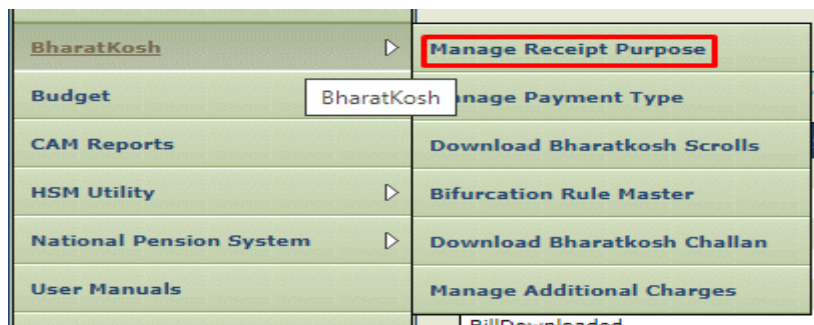 BharatKosh
Manage Receipt Purpose
Budget
BharatKosh
nage Payment Type
CAM Reports
Download Bharatkosh Scrolls
HSM Utility
Bifurcation Rule Master
National Pension System
Download Bharatkosh Challan
User Manuals
Manage Additional Charges
BillDownloaded